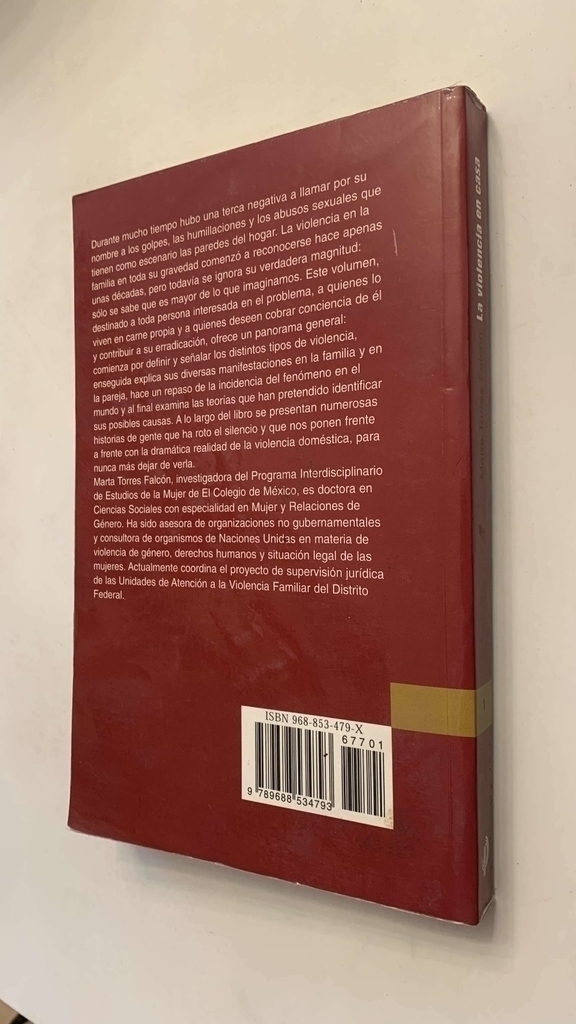 Durante mucho tiempo hubo una terca negativa a llamar por su
nombre a los golpes, las humillaciones y los abusos sexuales que
tienen como escenario las paredes del hogar. La violencia en la
familia en toda su gravedad comenzó a reconocerse hace apenas
unas décadas, pero todavía se ignora su verdadera magnitud:
sólo se sabe que es mayor de lo que imaginamos. Este volumen,
destinado a toda persona interesada en el problema, a quienes lo
viven en carne propia y a quienes deseen cobrar conciencia de él
y contribuir a su erradicación, ofrece un panorama general:
comienza por definir y señalar los distintos tipos de violencia,
enseguida explica sus diversas manifestaciones en la familia y en
la pareja, hace un repaso de la incidencia del fenómeno en el
mundo y al final examina las teorías que han pretendido identificar
sus posibles causas. A lo largo del libro se presentan numerosas
historias de gente que ha roto el silencio y que nos ponen frente
a frente con la dramática realidad de la violencia doméstica, para
nunca más dejar de verla.
Marta Torres Falcón, investigadora del Programa Interdisciplinario
de Estudios de la Mujer de El Colegio de México, es doctora en
Ciencias Sociales con especialidad en Mujer y Relaciones de
Género. Ha sido asesora de organizaciones no gubernamentales
y consultora de organismos de Naciones Unidas en materia de
violencia de género, derechos humanos y situación legal de las
mujeres. Actualmente coordina el proyecto de supervisión jurídica
de las Unidades de Atención a la Violencia Familiar del Distrito
Federal.
ISBN 968-853-479-X
67701
9 789688 534793
La violencia en casa
Marta Torres Falcón
1